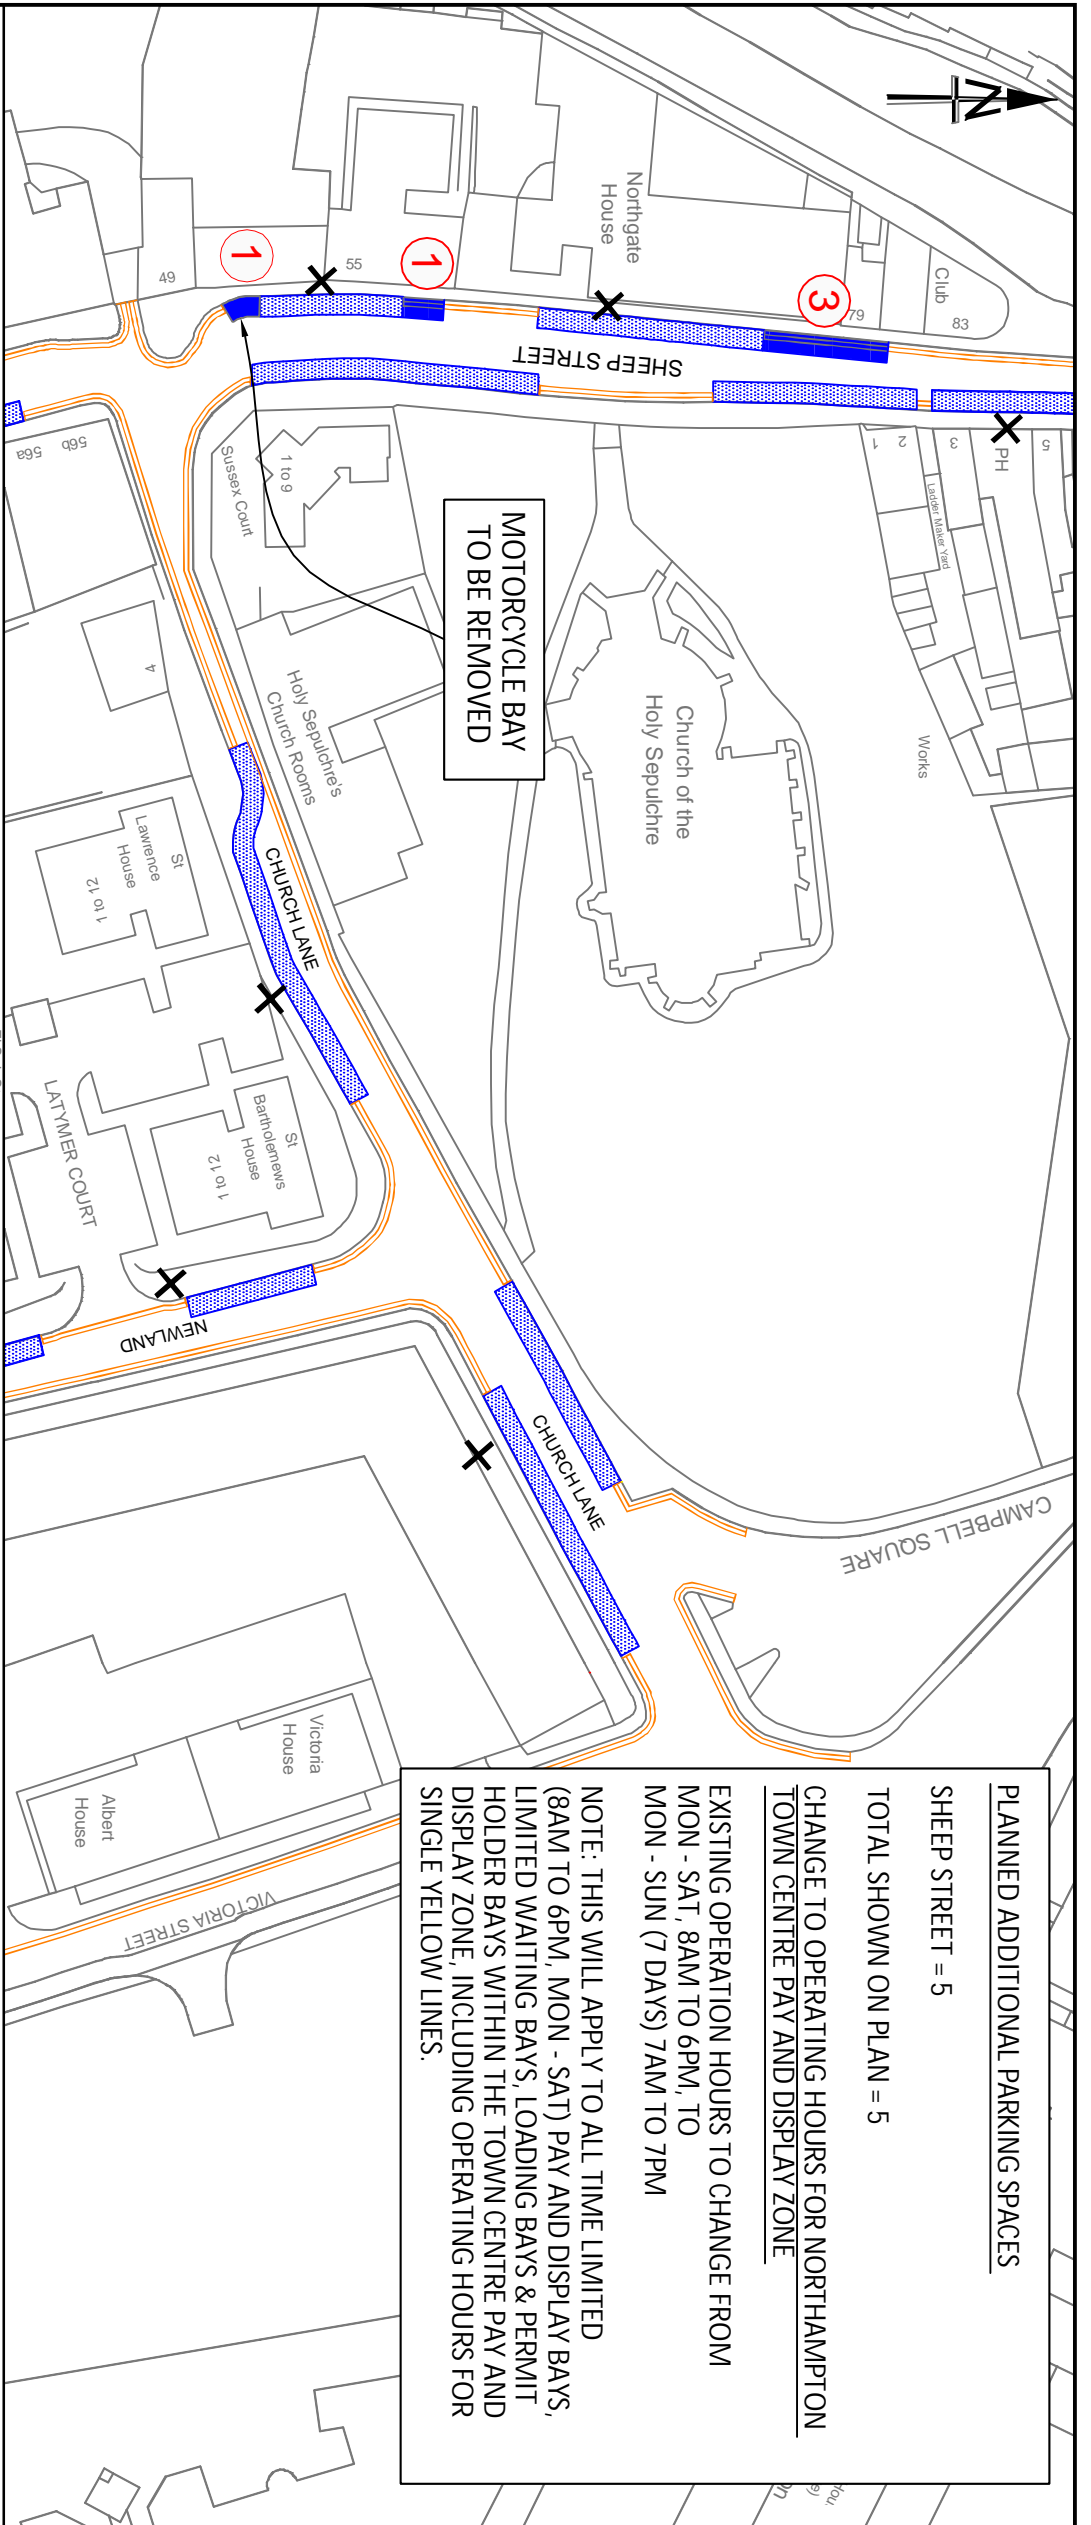 N
Northgate
House
Club
83
79
3
55
1
1
49
SHEEP STREET
56b
56a
Sussex Court
1 to 9
1
2
3
PH
5
Ladder Maker Yard
Works
MOTORCYCLE BAY
TO BE REMOVED
Church of the
Holy Sepulchre
Holy Sepulchre's
Church Rooms
4
CHURCH LANE
St
Lawrence
House
1 to 12
St
Bartholemews
House
1 to 12
LATYMER COURT
NEWLAND
CHURCH LANE
CAMPBELL SQUARE
Victoria
House
Albert
House
VICTORIA STREET
PLANNED ADDITIONAL PARKING SPACES
SHEEP STREET = 5
TOTAL SHOWN ON PLAN = 5
CHANGE TO OPERATING HOURS FOR NORTHAMPTON
TOWN CENTRE PAY AND DISPLAY ZONE
EXISTING OPERATION HOURS TO CHANGE FROM
MON - SAT, 8AM TO 6PM, TO
MON - SUN (7 DAYS) 7AM TO 7PM
NOTE: THIS WILL APPLY TO ALL TIME LIMITED
(8AM TO 6PM, MON - SAT) PAY AND DISPLAY BAYS,
LIMITED WAITING BAYS, LOADING BAYS & PERMIT
HOLDER BAYS WITHIN THE TOWN CENTRE PAY AND
DISPLAY ZONE, INCLUDING OPERATING HOURS FOR
SINGLE YELLOW LINES.